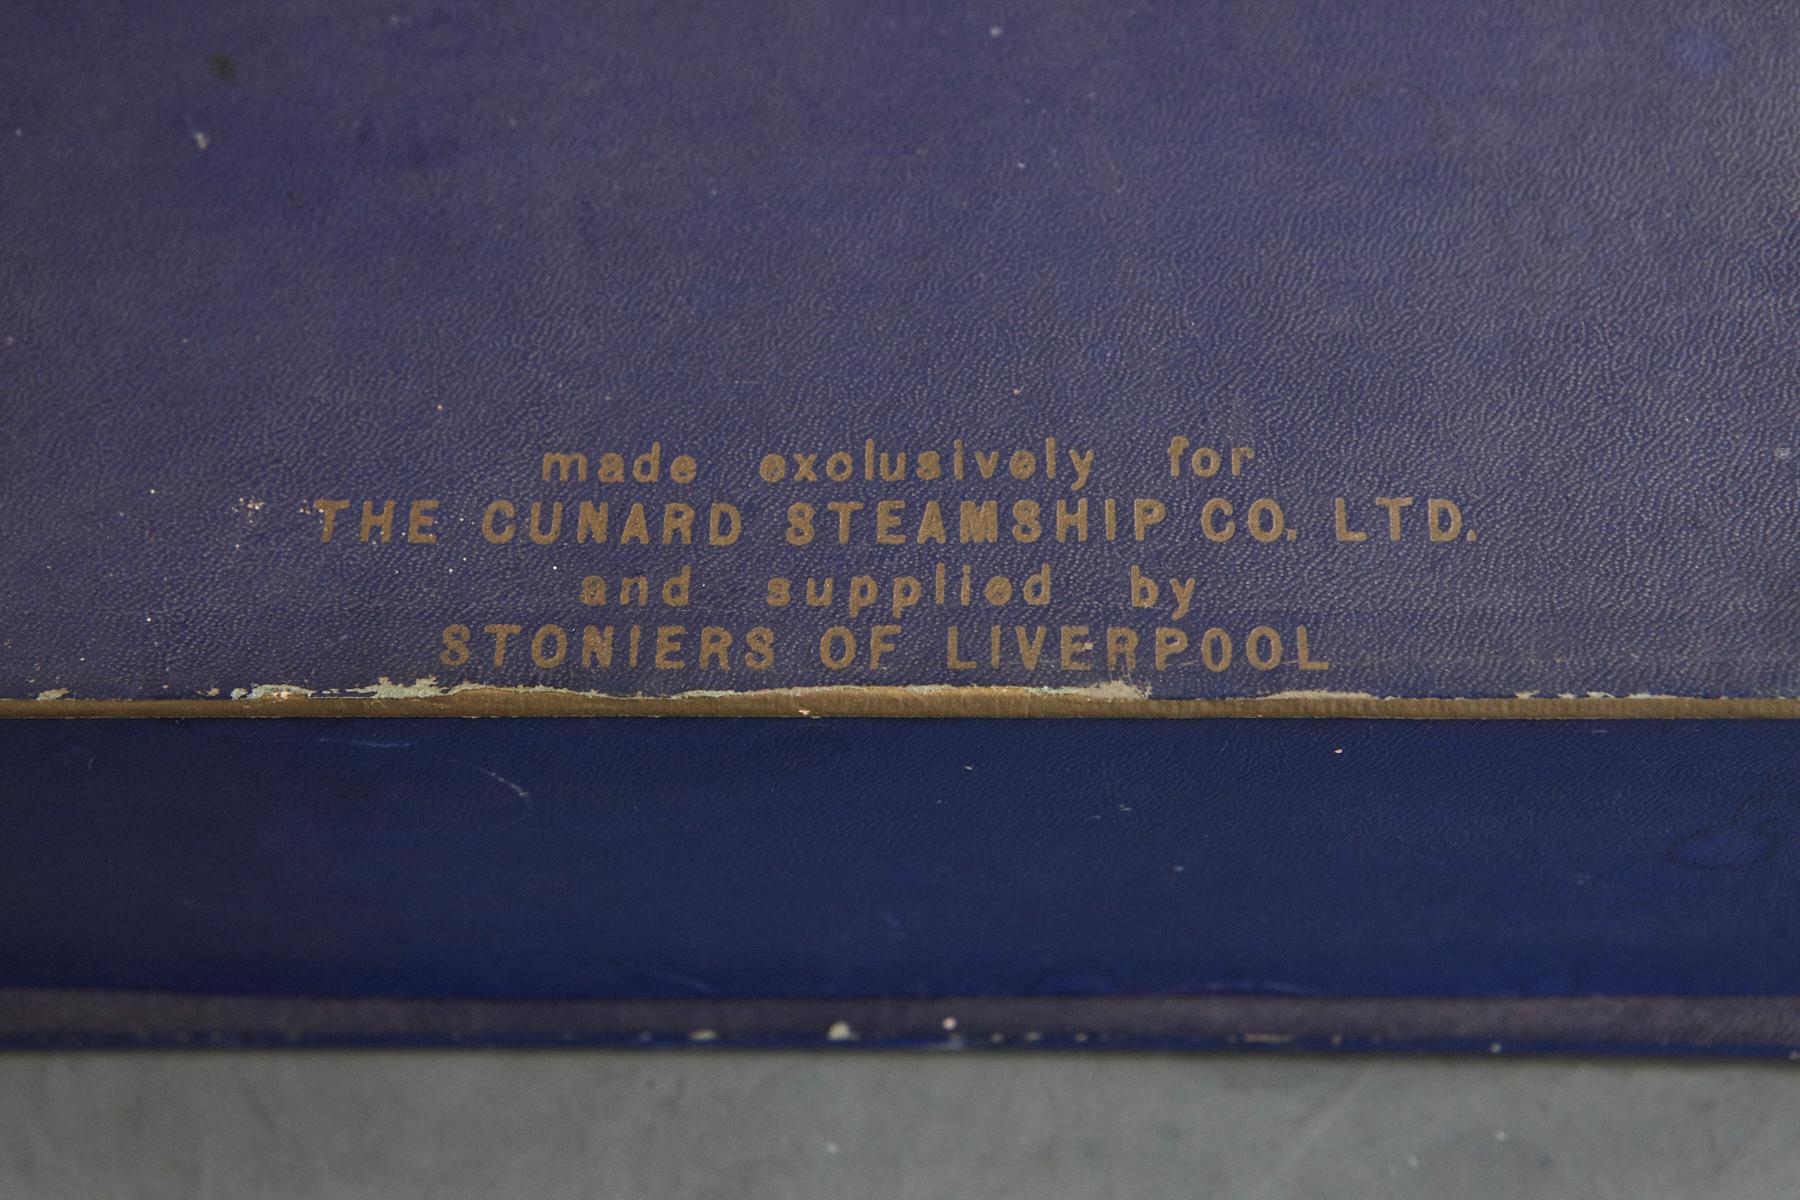 made exclusively for
THE CUNARD STEAMSHIP CO. LTD.
and supplied by
STONIERS OF LIVERPOOL